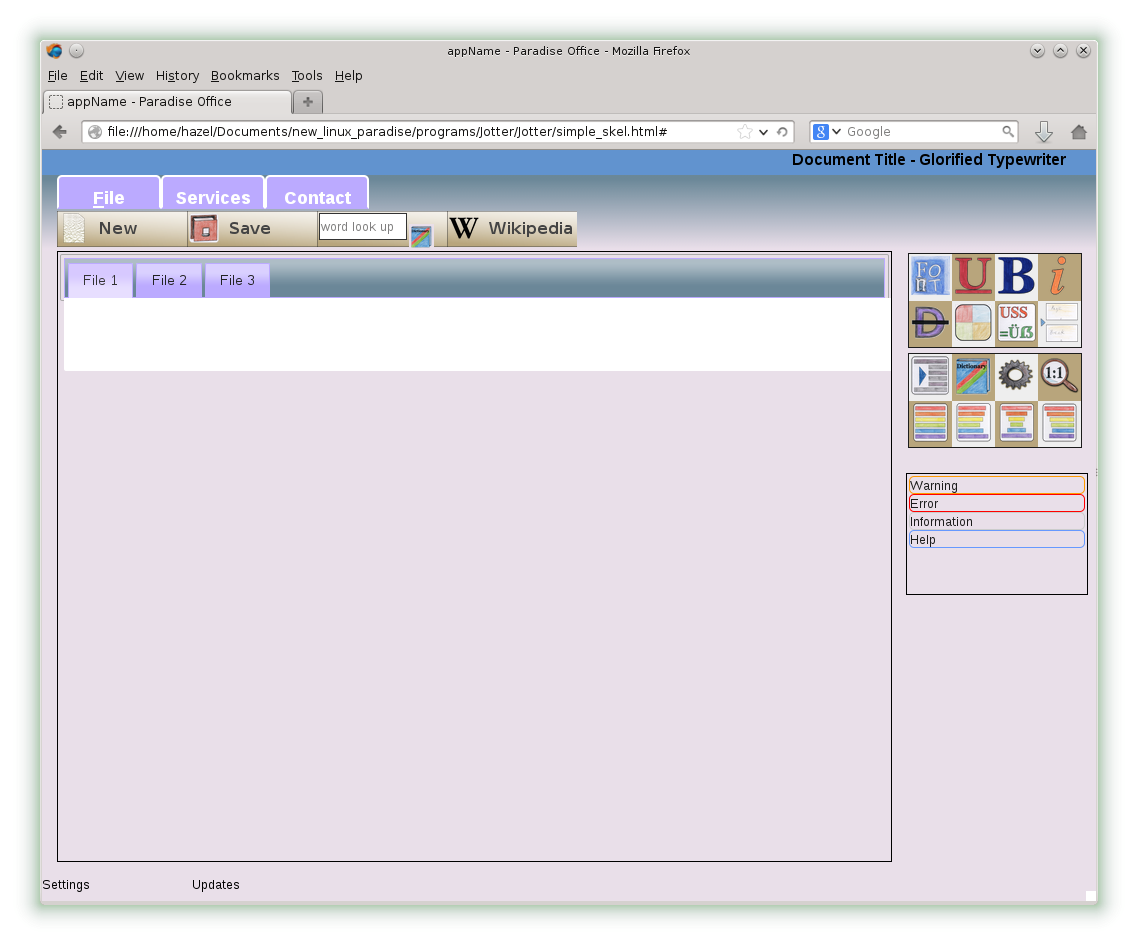 appName - Paradise Office - Mozilla Firefox
File Edit View History Bookmarks Tools Help
appName - Paradise Office
file:///home/hazel/Documents/new_linux_paradise/programs/Jotter/Jotter/simple_skel.html#
8 Google
Document Title - Glorified Typewriter
File Services Contact
New Save word look up W Wikipedia
File 1 File 2 File 3
FONT U B i
D USS =Üß
Dictionary 1:1
Warning
Error
Information
Help
Settings Updates